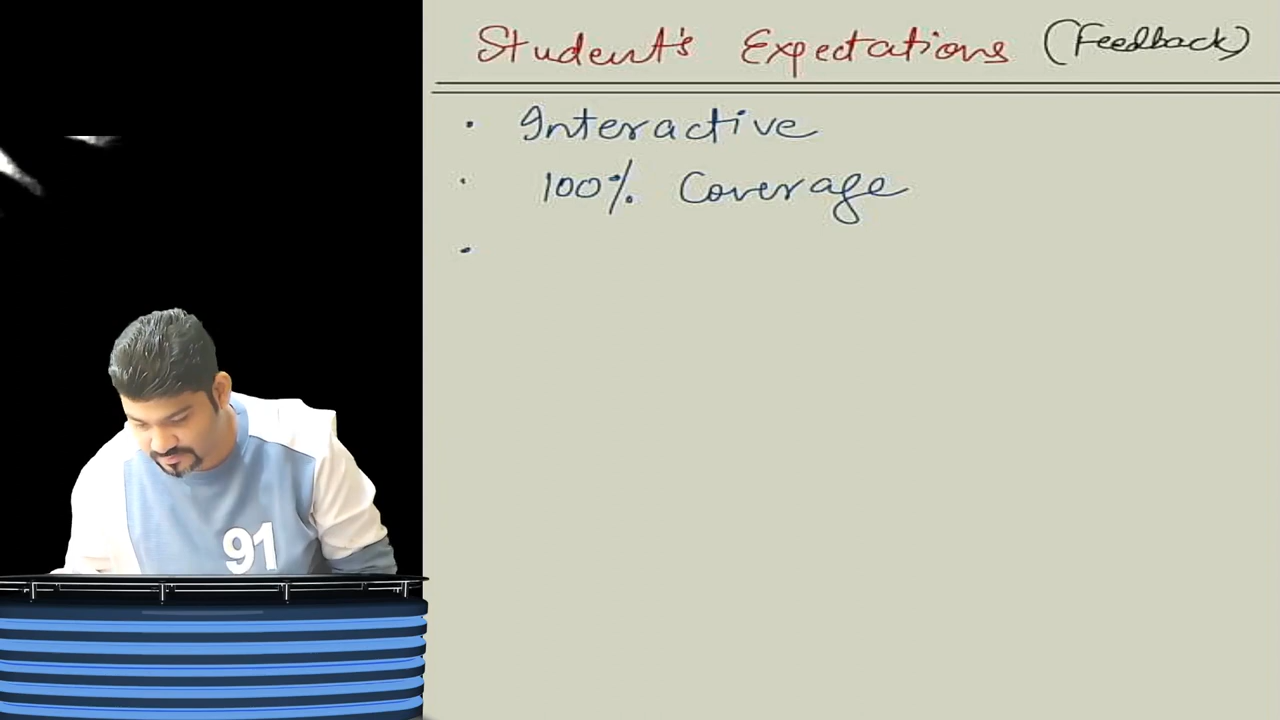 Student's Expectations (Feedback)
· Interactive
· 100% Coverage
·
91